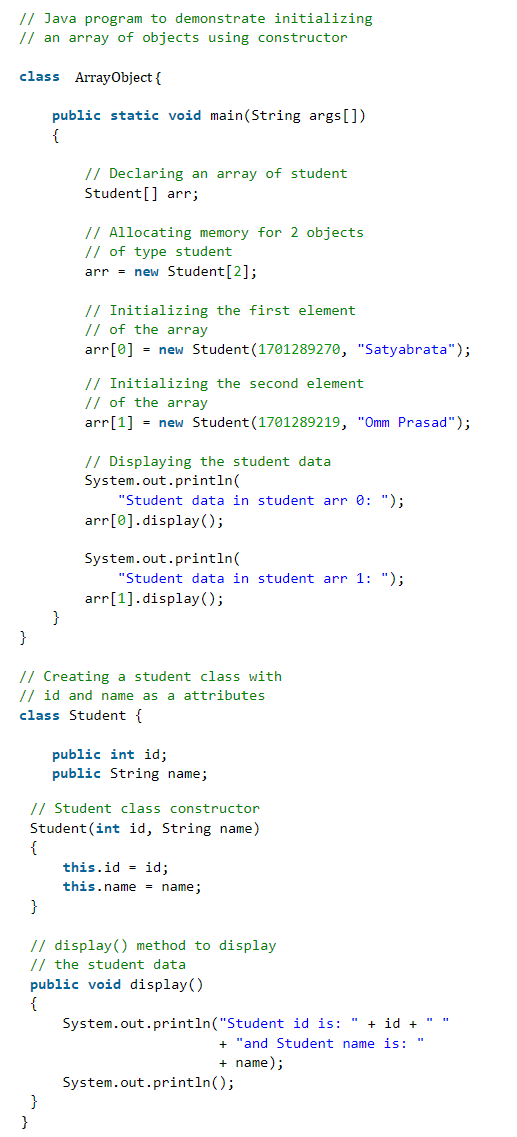 // Java program to demonstrate initializing
// an array of objects using constructor
class ArrayObject{
public static void main(String args[])
{
// Declaring an array of student
Student[] arr;
// Allocating memory for 2 objects
// of type student
arr = new Student[2];
// Initializing the first element
// of the array
arr[0] = new Student(1701289270, "Satyabrata");
// Initializing the second element
// of the array
arr[1] = new Student(1701289219, "Omm Prasad");
// Displaying the student data
System.out.println(
"Student data in student arr 0: ");
arr[0].display();
System.out.println(
"Student data in student arr 1: ");
arr[1].display();
}
}
// Creating a student class with
// id and name as a attributes
class Student {
public int id;
public String name;
// Student class constructor
Student(int id, String name)
{
this.id = id;
this.name = name;
}
// display() method to display
// the student data
public void display()
{
System.out.println("Student id is: " + id + " "
+ "and Student name is: "
+ name);
System.out.println();
}
}